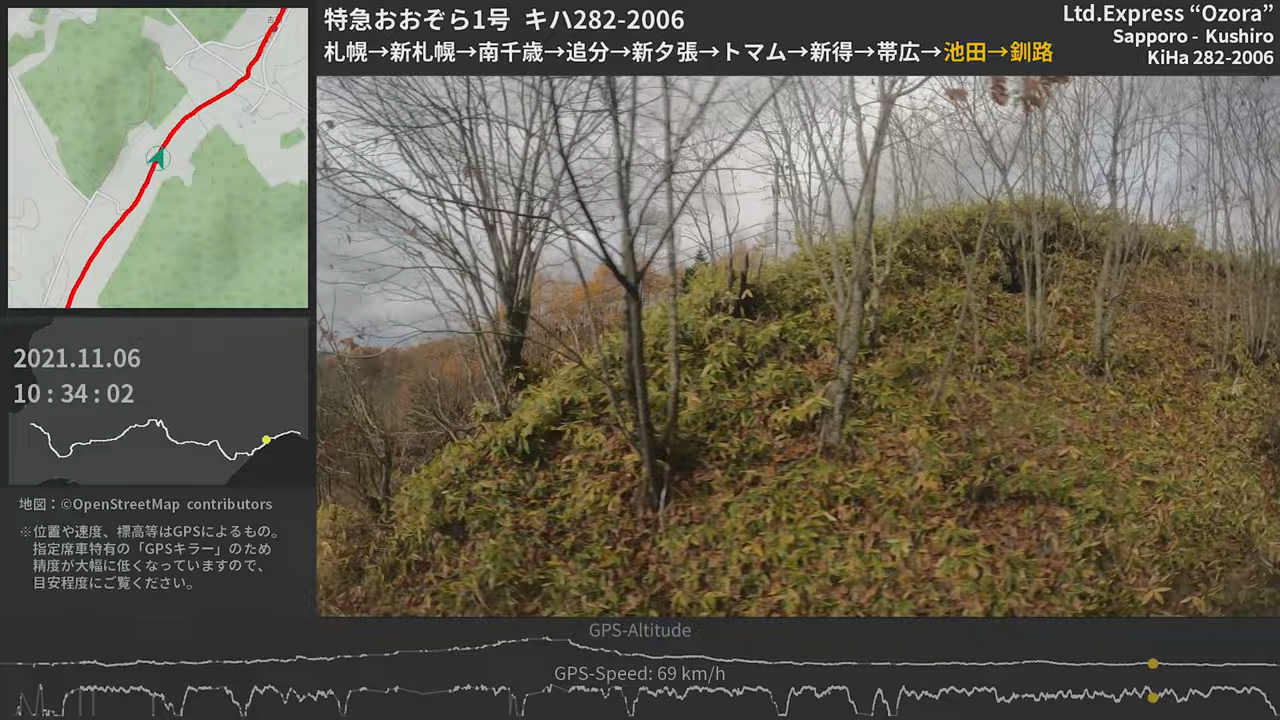 特急おおぞら1号 キハ282-2006
札幌→新札幌→南千歳→追分→新夕張→トマム→新得→帯広→池田→釧路
Ltd.Express “Ozora”
Sapporo - Kushiro
KiHa 282-2006
2021.11.06
10 : 34 : 02
地図：©OpenStreetMap contributors
※位置や速度、標高等はGPSによるもの。
指定席車特有の「GPSキラー」のため
精度が大幅に低くなっていますので、
目安程度にご覧ください。
GPS-Altitude
GPS-Speed: 69 km/h